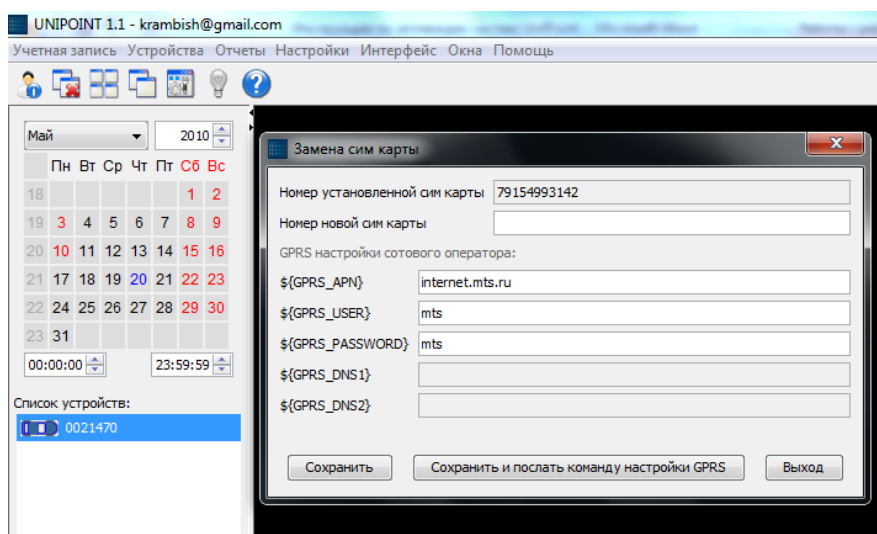 UNIPOINT 1.1 - krambish@gmail.com
Учетная запись Устройства Отчеты Настройки Интерфейс Окна Помощь
Май 2010
Пн Вт Ср Чт Пт Сб Вс
18 1 2
19 3 4 5 6 7 8 9
20 10 11 12 13 14 15 16
21 17 18 19 20 21 22 23
22 24 25 26 27 28 29 30
23 31
00:00:00 23:59:59
Список устройств:
0021470
Замена сим карты
Номер установленной сим карты 79154993142
Номер новой сим карты
GPRS настройки сотового оператора:
${GPRS_APN} internet.mts.ru
${GPRS_USER} mts
${GPRS_PASSWORD} mts
${GPRS_DNS1}
${GPRS_DNS2}
Сохранить Сохранить и послать команду настройки GPRS Выход